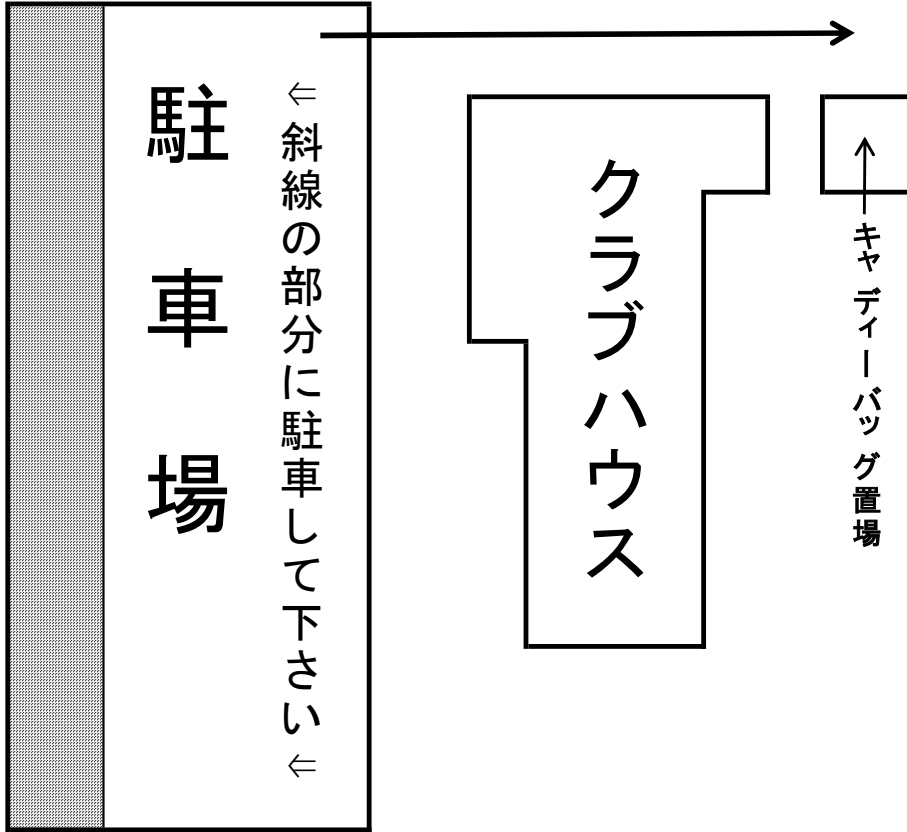 駐車場
⇐斜線の部分に駐車して下さい⇐
クラブハウス
キャディーバッグ置場